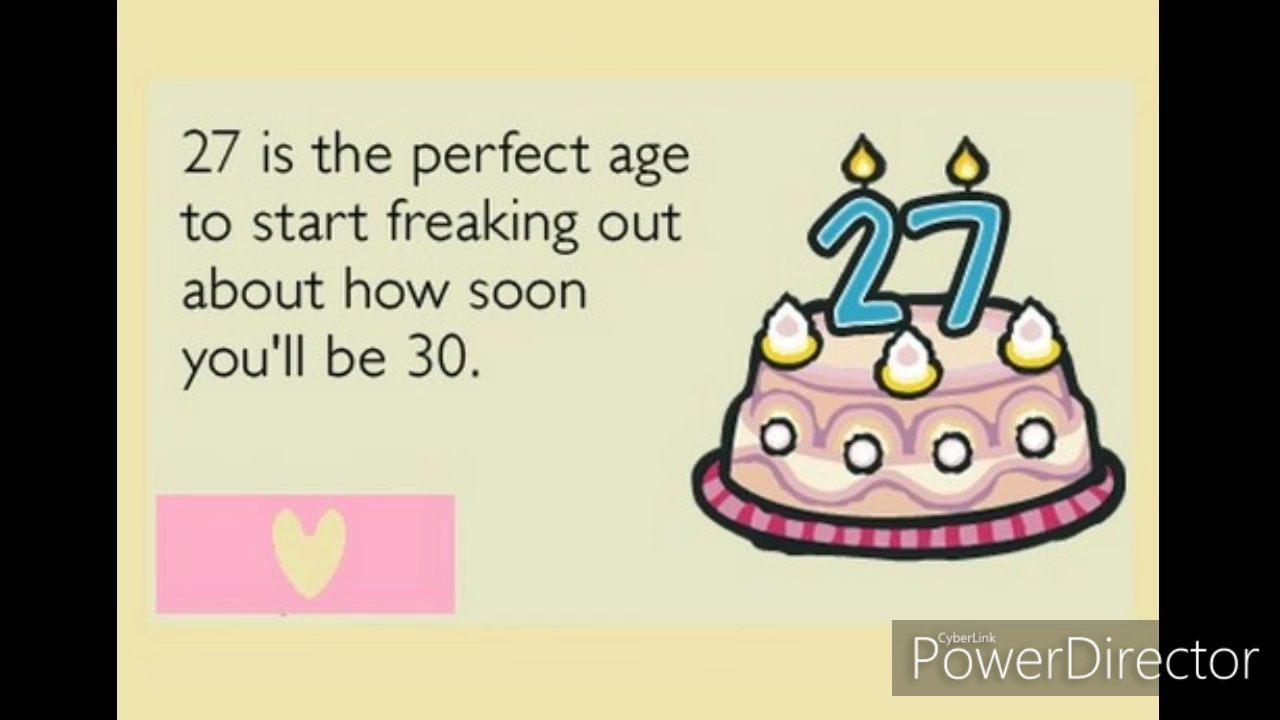 27 is the perfect age
to start freaking out
about how soon
you'll be 30.
27
CyberLink
PowerDirector